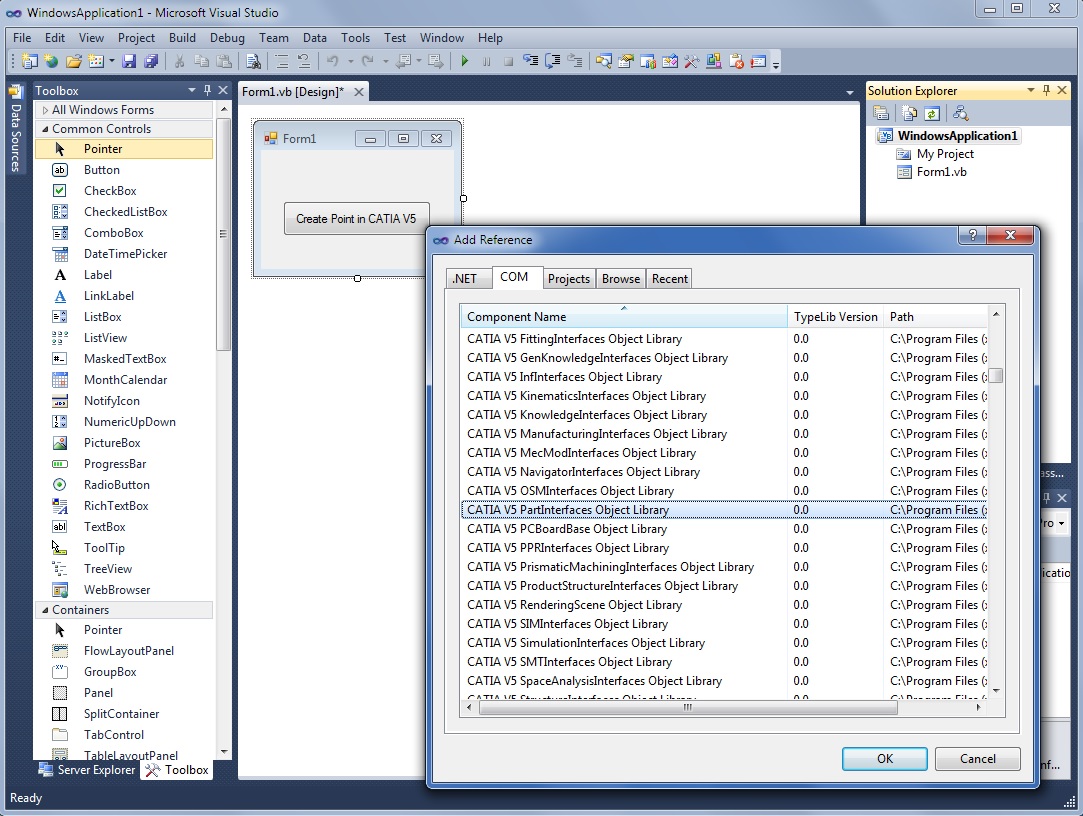 WindowsApplication1 - Microsoft Visual Studio
File Edit View Project Build Debug Team Data Tools Test Window Help
Data Sources
Toolbox
All Windows Forms
Common Controls
Pointer
Button
CheckBox
CheckedListBox
ComboBox
DateTimePicker
Label
LinkLabel
ListBox
ListView
MaskedTextBox
MonthCalendar
NotifyIcon
NumericUpDown
PictureBox
ProgressBar
RadioButton
RichTextBox
TextBox
ToolTip
TreeView
WebBrowser
Containers
Pointer
FlowLayoutPanel
GroupBox
Panel
SplitContainer
TabControl
TableLayoutPanel
Server Explorer Toolbox
Ready
Form1.vb [Design]*
Form1
Create Point in CATIA V5
Solution Explorer
WindowsApplication1
My Project
Form1.vb
Add Reference
.NET COM Projects Browse Recent
Component Name TypeLib Version Path
CATIA V5 FittingInterfaces Object Library 0.0 C:\Program Files (
CATIA V5 GenKnowledgeInterfaces Object Library 0.0 C:\Program Files (
CATIA V5 InfInterfaces Object Library 0.0 C:\Program Files (
CATIA V5 KinematicsInterfaces Object Library 0.0 C:\Program Files (
CATIA V5 KnowledgeInterfaces Object Library 0.0 C:\Program Files (
CATIA V5 ManufacturingInterfaces Object Library 0.0 C:\Program Files (
CATIA V5 MecModInterfaces Object Library 0.0 C:\Program Files (
CATIA V5 NavigatorInterfaces Object Library 0.0 C:\Program Files (
CATIA V5 OSMInterfaces Object Library 0.0 C:\Program Files (
CATIA V5 PartInterfaces Object Library 0.0 C:\Program Files (
CATIA V5 PCBoardBase Object Library 0.0 C:\Program Files (
CATIA V5 PPRInterfaces Object Library 0.0 C:\Program Files (
CATIA V5 PrismaticMachiningInterfaces Object Library 0.0 C:\Program Files (
CATIA V5 ProductStructureInterfaces Object Library 0.0 C:\Program Files (
CATIA V5 RenderingScene Object Library 0.0 C:\Program Files (
CATIA V5 SIMInterfaces Object Library 0.0 C:\Program Files (
CATIA V5 SimulationInterfaces Object Library 0.0 C:\Program Files (
CATIA V5 SMTInterfaces Object Library 0.0 C:\Program Files (
CATIA V5 SpaceAnalysisInterfaces Object Library 0.0 C:\Program Files (
CATIA V5 StructureInterfaces Object Library 0.0 C:\Program Files (
OK Cancel